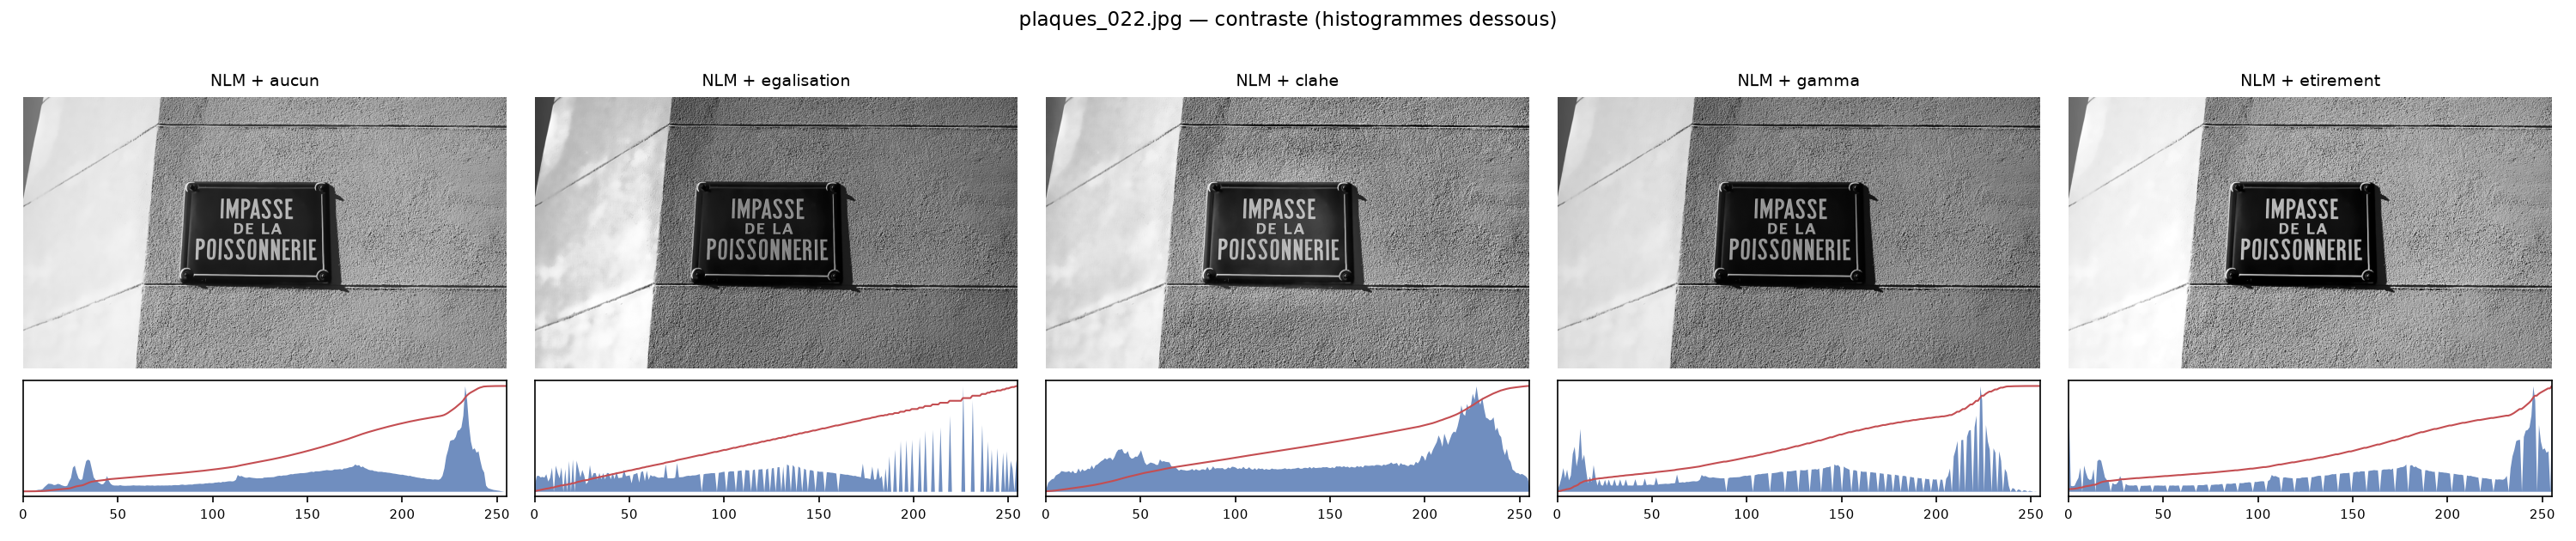 plaques_022.jpg — contraste (histogrammes dessous)
NLM + aucun
NLM + egalisation
NLM + clahe
NLM + gamma
NLM + etirement
IMPASSE
DE LA
POISSONNERIE
IMPASSE
DE LA
POISSONNERIE
IMPASSE
DE LA
POISSONNERIE
IMPASSE
DE LA
POISSONNERIE
IMPASSE
DE LA
POISSONNERIE
0 50 100 150 200 250
0 50 100 150 200 250
0 50 100 150 200 250
0 50 100 150 200 250
0 50 100 150 200 250